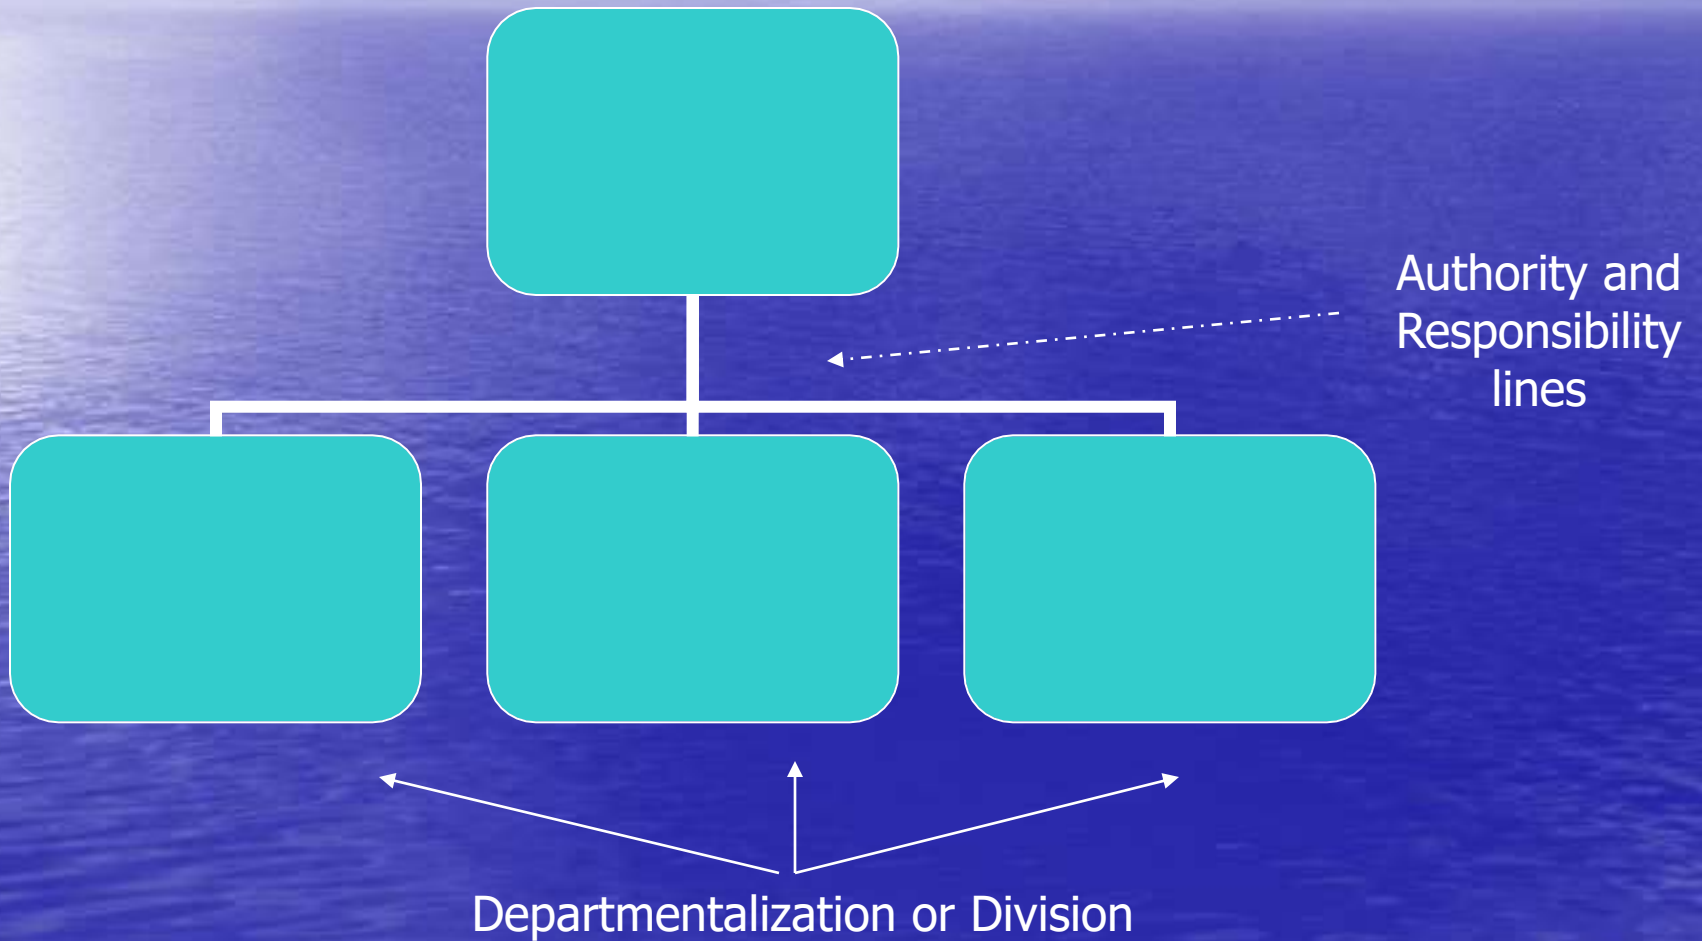 Authority and
Responsibility
lines
Departmentalization or Division